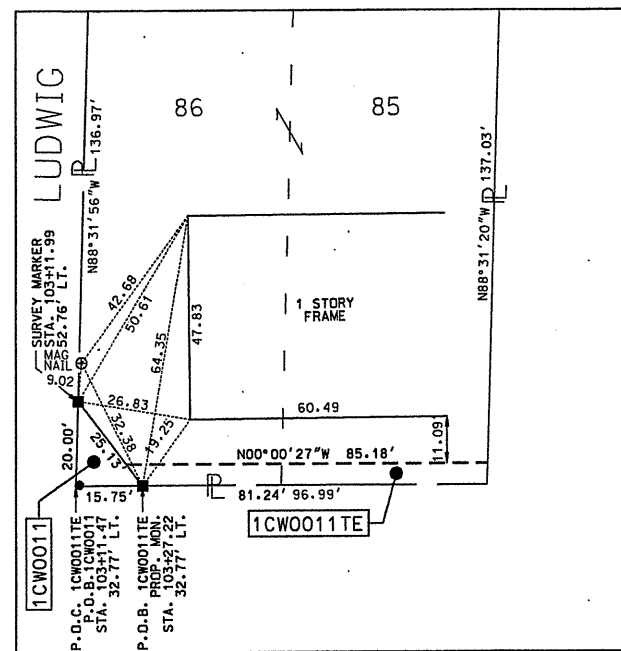 LUDWIG
P̲L̲ 136.97'
N88°31'56"W
86
85
N88°31'20"W P̲L̲ 137.03'
SURVEY MARKER
STA. 103+11.99
52.76' LT.
MAG
NAIL
9.02
42.68
50.61
64.35
47.83
1 STORY
FRAME
26.83
32.38
19.25
25.13
20.00'
60.49
11.09'
N00°00'27"W 85.18'
15.75'
PL
81.24' 96.99'
1CW0011
1CW0011TE
P.O.C. 1CW0011TE
P.O.B. 1CW0011
STA. 103+11.47
32.77' LT.
P.O.B. 1CW0011TE
PROP. MON.
STA. 103+27.22
32.77' LT.